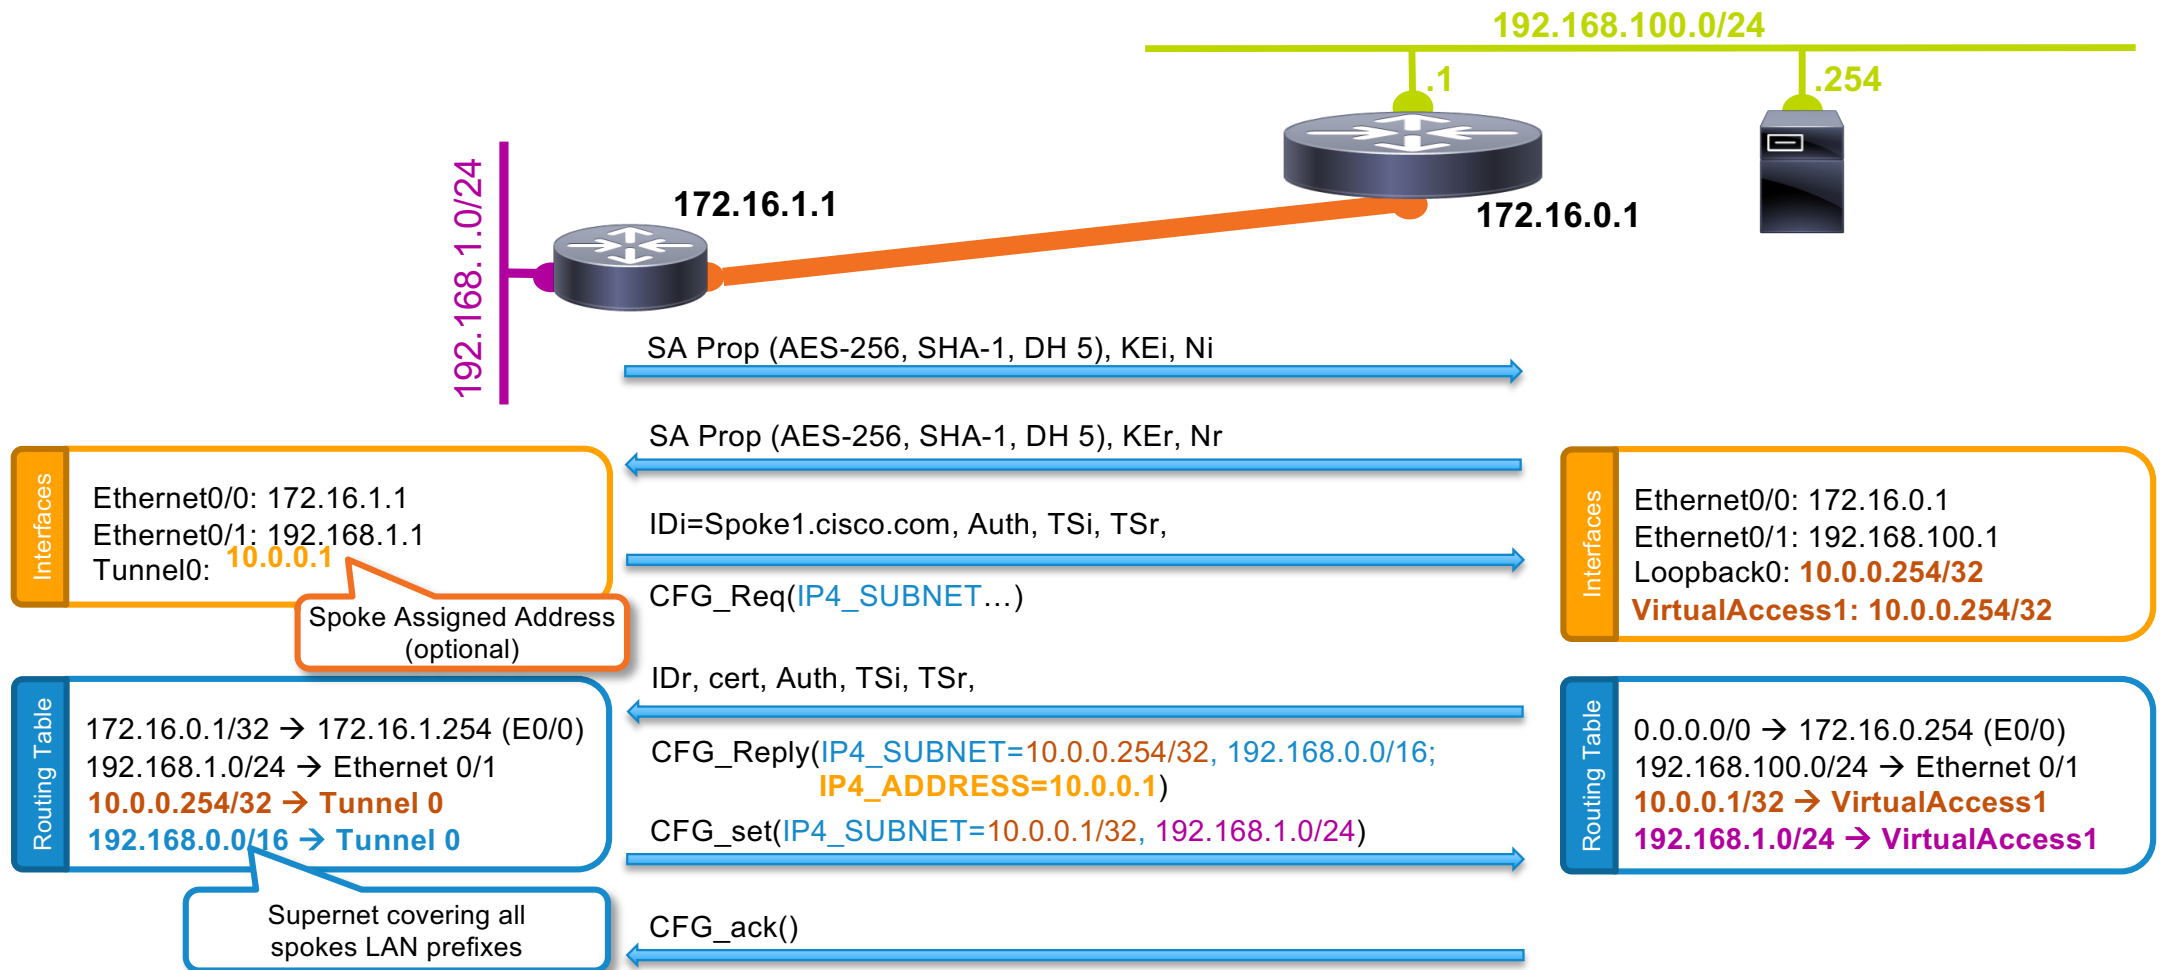 192.168.100.0/24
.1
.254
192.168.1.0/24
172.16.1.1
172.16.0.1
SA Prop (AES-256, SHA-1, DH 5), KEi, Ni
SA Prop (AES-256, SHA-1, DH 5), KEr, Nr
Interfaces
Ethernet0/0: 172.16.1.1
Ethernet0/1: 192.168.1.1
Tunnel0: 10.0.0.1
Spoke Assigned Address
(optional)
IDi=Spoke1.cisco.com, Auth, TSi, TSr,
CFG_Req(IP4_SUBNET…)
Interfaces
Ethernet0/0: 172.16.0.1
Ethernet0/1: 192.168.100.1
Loopback0: 10.0.0.254/32
VirtualAccess1: 10.0.0.254/32
Routing Table
172.16.0.1/32 → 172.16.1.254 (E0/0)
192.168.1.0/24 → Ethernet 0/1
10.0.0.254/32 → Tunnel 0
192.168.0.0/16 → Tunnel 0
Supernet covering all
spokes LAN prefixes
IDr, cert, Auth, TSi, TSr,
CFG_Reply(IP4_SUBNET=10.0.0.254/32, 192.168.0.0/16;
IP4_ADDRESS=10.0.0.1)
CFG_set(IP4_SUBNET=10.0.0.1/32, 192.168.1.0/24)
CFG_ack()
Routing Table
0.0.0.0/0 → 172.16.0.254 (E0/0)
192.168.100.0/24 → Ethernet 0/1
10.0.0.1/32 → VirtualAccess1
192.168.1.0/24 → VirtualAccess1